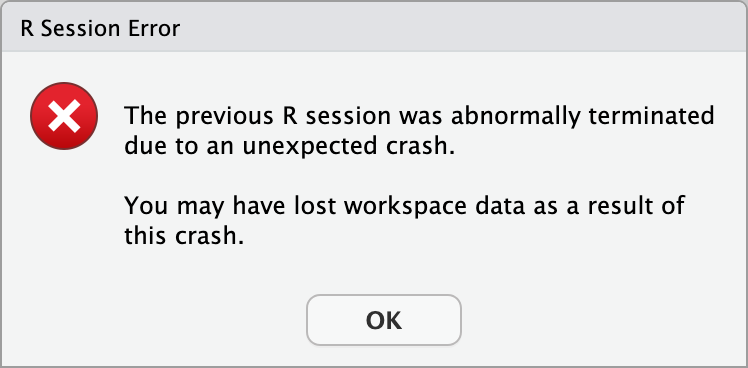 R Session Error
The previous R session was abnormally terminated
due to an unexpected crash.
You may have lost workspace data as a result of
this crash.
OK